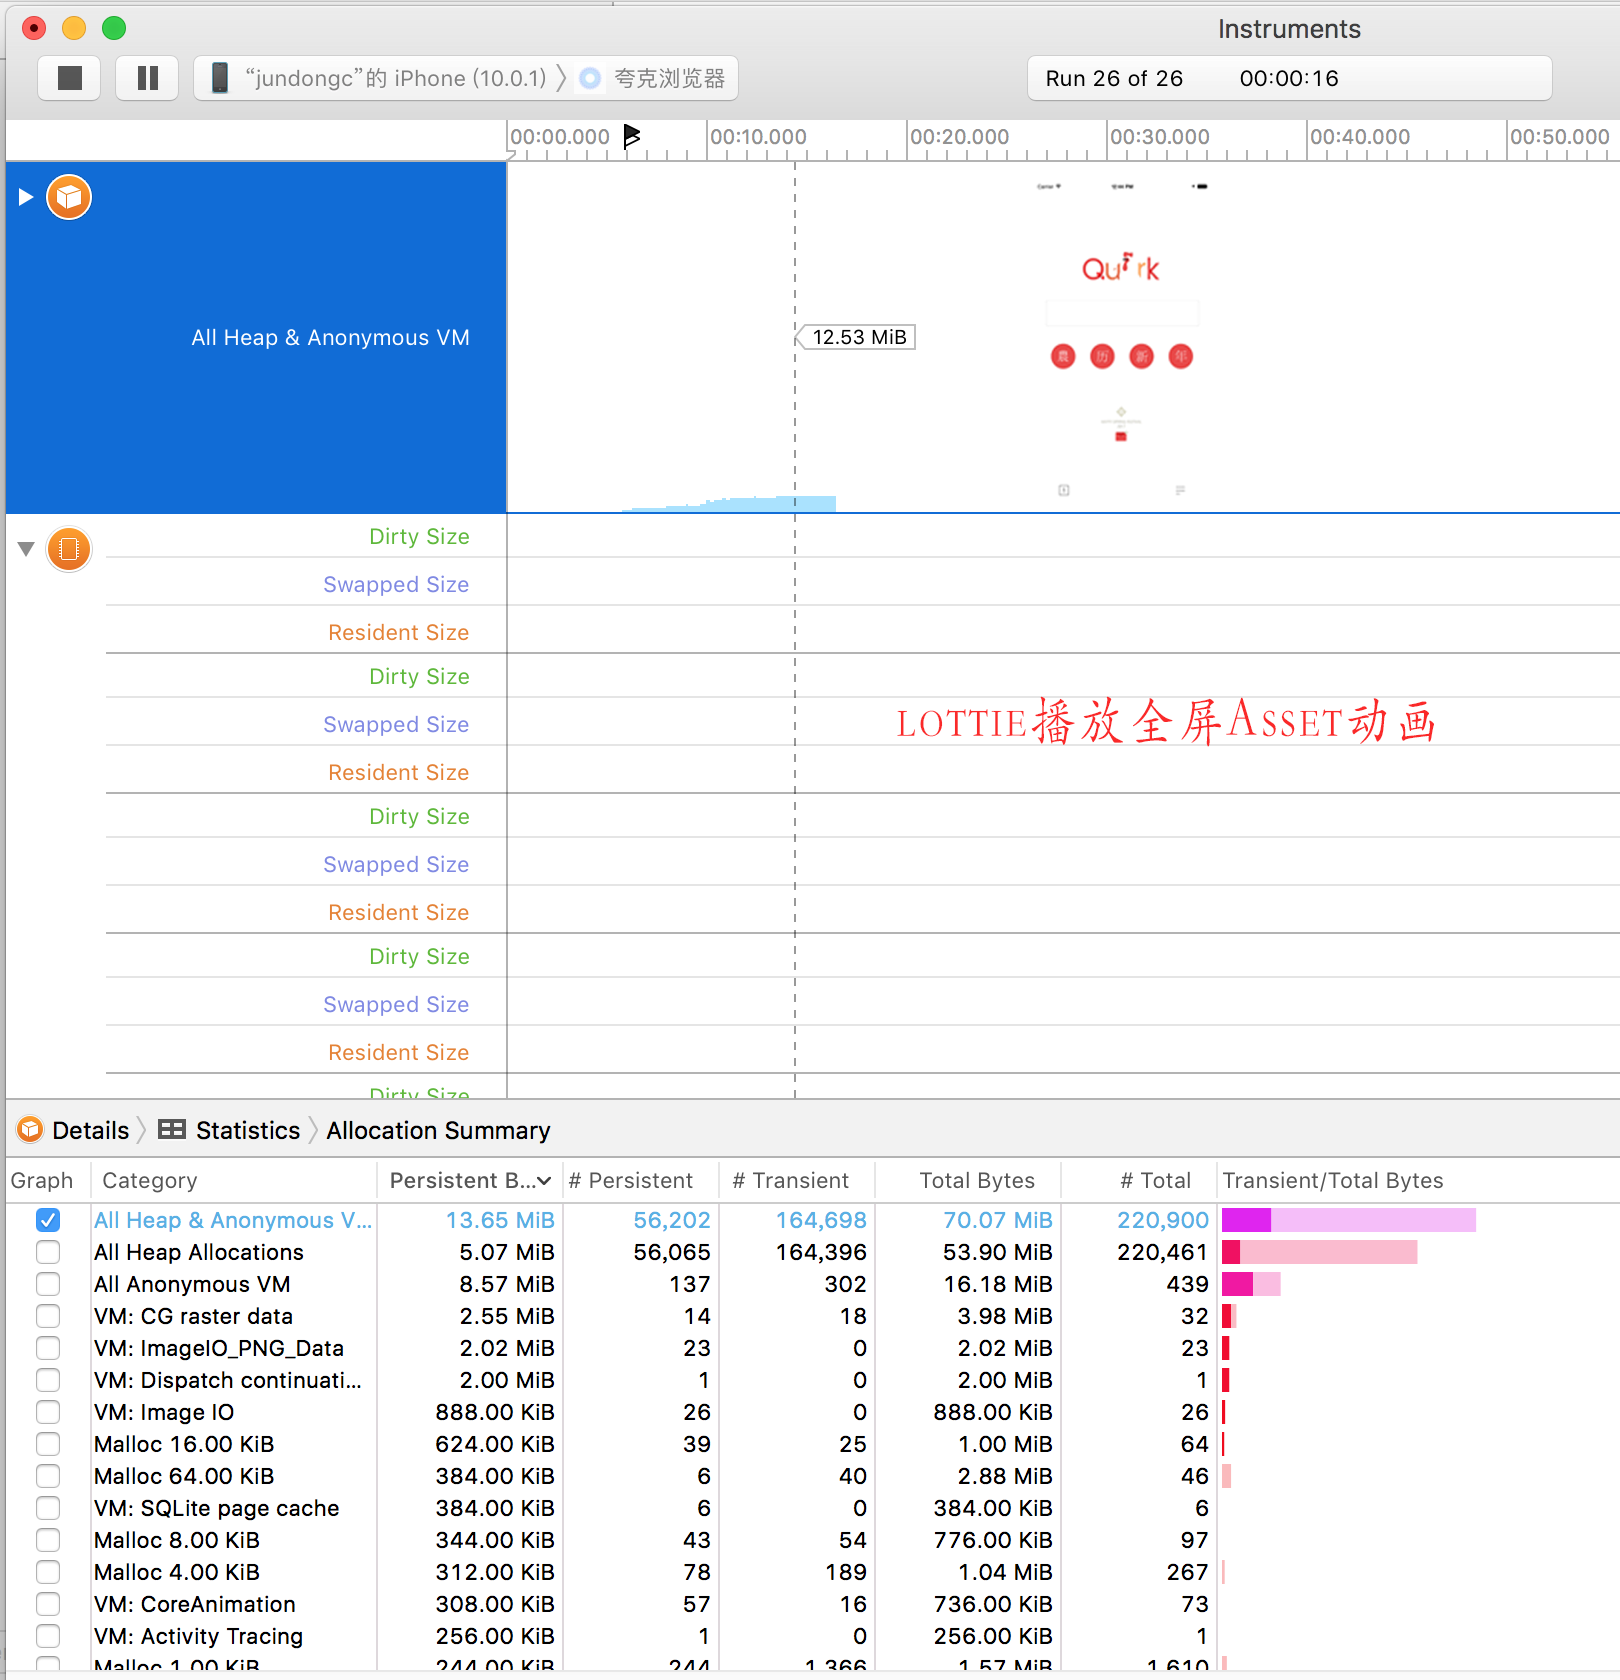 Instruments
“jundongc”的 iPhone (10.0.1) 〉 夸克浏览器
Run 26 of 26 00:00:16
00:00.000 00:10.000 00:20.000 00:30.000 00:40.000 00:50.000
All Heap & Anonymous VM
12.53 MiB
Qu rk
農 历 新 年
Dirty Size
Swapped Size
Resident Size
Dirty Size
Swapped Size
Resident Size
LOTTIE播放全屏ASSET动画
Dirty Size
Swapped Size
Resident Size
Dirty Size
Swapped Size
Resident Size
Dirty Size
Details 〉 Statistics 〉 Allocation Summary
Graph Category Persistent B... # Persistent # Transient Total Bytes # Total Transient/Total Bytes
All Heap & Anonymous V... 13.65 MiB 56,202 164,698 70.07 MiB 220,900
All Heap Allocations 5.07 MiB 56,065 164,396 53.90 MiB 220,461
All Anonymous VM 8.57 MiB 137 302 16.18 MiB 439
VM: CG raster data 2.55 MiB 14 18 3.98 MiB 32
VM: ImageIO_PNG_Data 2.02 MiB 23 0 2.02 MiB 23
VM: Dispatch continuati... 2.00 MiB 1 0 2.00 MiB 1
VM: Image IO 888.00 KiB 26 0 888.00 KiB 26
Malloc 16.00 KiB 624.00 KiB 39 25 1.00 MiB 64
Malloc 64.00 KiB 384.00 KiB 6 40 2.88 MiB 46
VM: SQLite page cache 384.00 KiB 6 0 384.00 KiB 6
Malloc 8.00 KiB 344.00 KiB 43 54 776.00 KiB 97
Malloc 4.00 KiB 312.00 KiB 78 189 1.04 MiB 267
VM: CoreAnimation 308.00 KiB 57 16 736.00 KiB 73
VM: Activity Tracing 256.00 KiB 1 0 256.00 KiB 1
Malloc 1.00 KiB 244.00 KiB 244 1,366 1.57 MiB 1,610